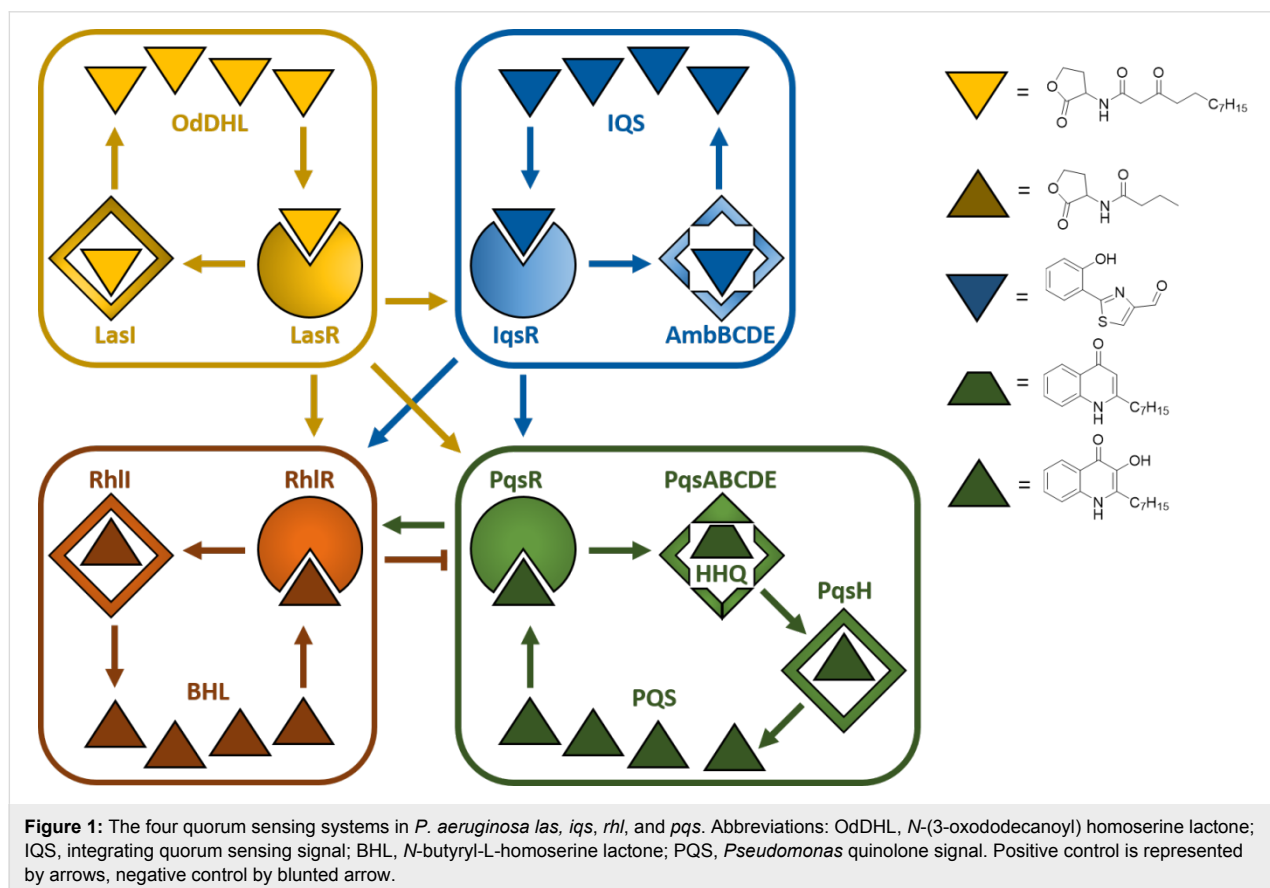 OdDHL
LasI
LasR
IQS
IqsR
AmbBCDE
RhlI
RhlR
BHL
PqsR
PqsABCDE
HHQ
PqsH
PQS
=
O
O
O
O
N
H
C7H15
=
O
O
O
N
H
=
OH
N
S
O
=
O
N
H
C7H15
=
O
OH
N
H
C7H15
Figure 1: The four quorum sensing systems in P. aeruginosa las, iqs, rhl, and pqs. Abbreviations: OdDHL, N-(3-oxododecanoyl) homoserine lactone;
IQS, integrating quorum sensing signal; BHL, N-butyryl-L-homoserine lactone; PQS, Pseudomonas quinolone signal. Positive control is represented
by arrows, negative control by blunted arrow.